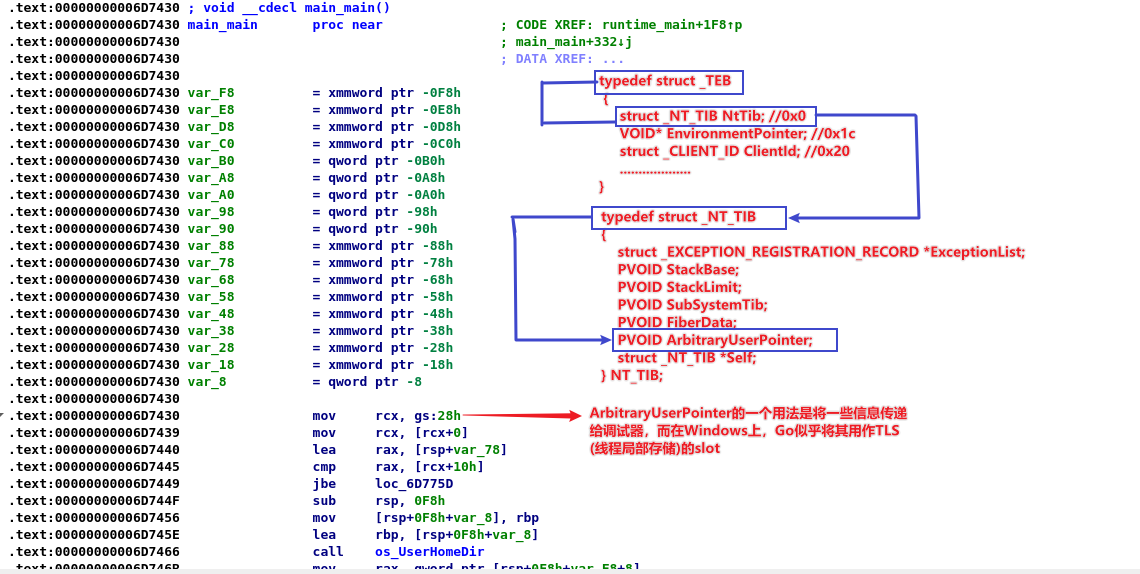 .text:00000000006D7430 ; void __cdecl main_main()
.text:00000000006D7430 main_main proc near ; CODE XREF: runtime_main+1F8↑p
.text:00000000006D7430 ; main_main+332↓j
.text:00000000006D7430 ; DATA XREF: ...
.text:00000000006D7430
.text:00000000006D7430 var_F8 = xmmword ptr -0F8h
.text:00000000006D7430 var_E8 = xmmword ptr -0E8h
.text:00000000006D7430 var_D8 = xmmword ptr -0D8h
.text:00000000006D7430 var_C0 = xmmword ptr -0C0h
.text:00000000006D7430 var_B0 = qword ptr -0B0h
.text:00000000006D7430 var_A8 = qword ptr -0A8h
.text:00000000006D7430 var_A0 = qword ptr -0A0h
.text:00000000006D7430 var_98 = qword ptr -98h
.text:00000000006D7430 var_90 = qword ptr -90h
.text:00000000006D7430 var_88 = xmmword ptr -88h
.text:00000000006D7430 var_78 = xmmword ptr -78h
.text:00000000006D7430 var_68 = xmmword ptr -68h
.text:00000000006D7430 var_58 = xmmword ptr -58h
.text:00000000006D7430 var_48 = xmmword ptr -48h
.text:00000000006D7430 var_38 = xmmword ptr -38h
.text:00000000006D7430 var_28 = xmmword ptr -28h
.text:00000000006D7430 var_18 = xmmword ptr -18h
.text:00000000006D7430 var_8 = qword ptr -8
.text:00000000006D7430
.text:00000000006D7430 mov rcx, gs:28h
.text:00000000006D7439 mov rcx, [rcx+0]
.text:00000000006D7440 lea rax, [rsp+var_78]
.text:00000000006D7445 cmp rax, [rcx+10h]
.text:00000000006D7449 jbe loc_6D775D
.text:00000000006D744F sub rsp, 0F8h
.text:00000000006D7456 mov [rsp+0F8h+var_8], rbp
.text:00000000006D745E lea rbp, [rsp+0F8h+var_8]
.text:00000000006D7466 call os_UserHomeDir
.text:00000000006D746B mov rax, qword ptr [rsp+0F8h+var_F8+8]
typedef struct _TEB
{
struct _NT_TIB NtTib; //0x0
VOID* EnvironmentPointer; //0x1c
struct _CLIENT_ID ClientId; //0x20
...................
}
typedef struct _NT_TIB
{
struct _EXCEPTION_REGISTRATION_RECORD *ExceptionList;
PVOID StackBase;
PVOID StackLimit;
PVOID SubSystemTib;
PVOID FiberData;
PVOID ArbitraryUserPointer;
struct _NT_TIB *Self;
} NT_TIB;
ArbitraryUserPointer的一个用法是将一些信息传递
给调试器，而在Windows上，Go似乎将其用作TLS
(线程局部存储)的slot